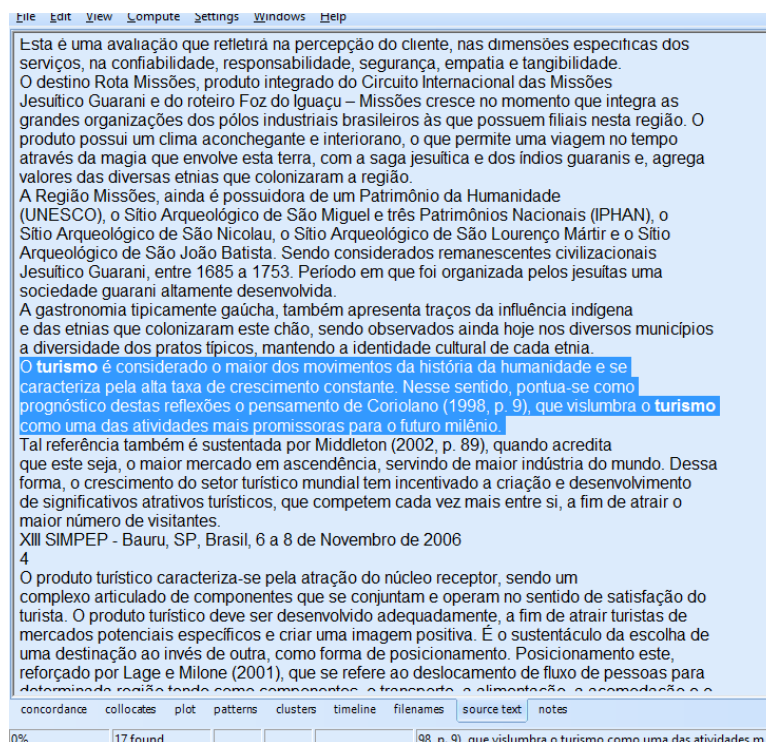 File Edit View Compute Settings Windows Help
Esta é uma avaliação que refletirá na percepção do cliente, nas dimensões específicas dos
serviços, na confiabilidade, responsabilidade, segurança, empatia e tangibilidade.
O destino Rota Missões, produto integrado do Circuito Internacional das Missões
Jesuítico Guarani e do roteiro Foz do Iguaçu – Missões cresce no momento que integra as
grandes organizações dos pólos industriais brasileiros às que possuem filiais nesta região. O
produto possui um clima aconchegante e interiorano, o que permite uma viagem no tempo
através da magia que envolve esta terra, com a saga jesuítica e dos índios guaranis e, agrega
valores das diversas etnias que colonizaram a região.
A Região Missões, ainda é possuidora de um Patrimônio da Humanidade
(UNESCO), o Sítio Arqueológico de São Miguel e três Patrimônios Nacionais (IPHAN), o
Sítio Arqueológico de São Nicolau, o Sítio Arqueológico de São Lourenço Mártir e o Sítio
Arqueológico de São João Batista. Sendo considerados remanescentes civilizacionais
Jesuítico Guarani, entre 1685 a 1753. Período em que foi organizada pelos jesuítas uma
sociedade guarani altamente desenvolvida.
A gastronomia tipicamente gaúcha, também apresenta traços da influência indígena
e das etnias que colonizaram este chão, sendo observados ainda hoje nos diversos municípios
a diversidade dos pratos típicos, mantendo a identidade cultural de cada etnia.
O turismo é considerado o maior dos movimentos da história da humanidade e se
caracteriza pela alta taxa de crescimento constante. Nesse sentido, pontua-se como
prognóstico destas reflexões o pensamento de Coriolano (1998, p. 9), que vislumbra o turismo
como uma das atividades mais promissoras para o futuro milênio.
Tal referência também é sustentada por Middleton (2002, p. 89), quando acredita
que este seja, o maior mercado em ascendência, servindo de maior indústria do mundo. Dessa
forma, o crescimento do setor turístico mundial tem incentivado a criação e desenvolvimento
de significativos atrativos turísticos, que competem cada vez mais entre si, a fim de atrair o
maior número de visitantes.
XIII SIMPEP - Bauru, SP, Brasil, 6 a 8 de Novembro de 2006
4
O produto turístico caracteriza-se pela atração do núcleo receptor, sendo um
complexo articulado de componentes que se conjuntam e operam no sentido de satisfação do
turista. O produto turístico deve ser desenvolvido adequadamente, a fim de atrair turistas de
mercados potenciais específicos e criar uma imagem positiva. É o sustentáculo da escolha de
uma destinação ao invés de outra, como forma de posicionamento. Posicionamento este,
reforçado por Lage e Milone (2001), que se refere ao deslocamento de fluxo de pessoas para
determinada região tendo como componentes, o transporte, a alimentação, a acomodação e o
concordance collocates plot patterns clusters timeline filenames source text notes
0% 17 found 98, p. 9), que vislumbra o turismo como uma das atividades m